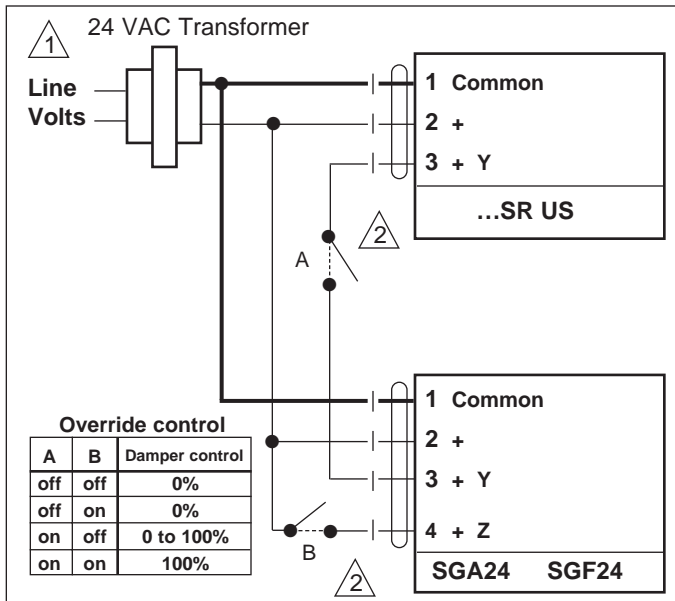 1
24 VAC Transformer
Line
Volts
1 Common
2 +
3 + Y
...SR US
A
2
1 Common
2 +
3 + Y
4 + Z
SGA24 SGF24
B
2
Override control
A B Damper control
off off 0%
off on 0%
on off 0 to 100%
on on 100%